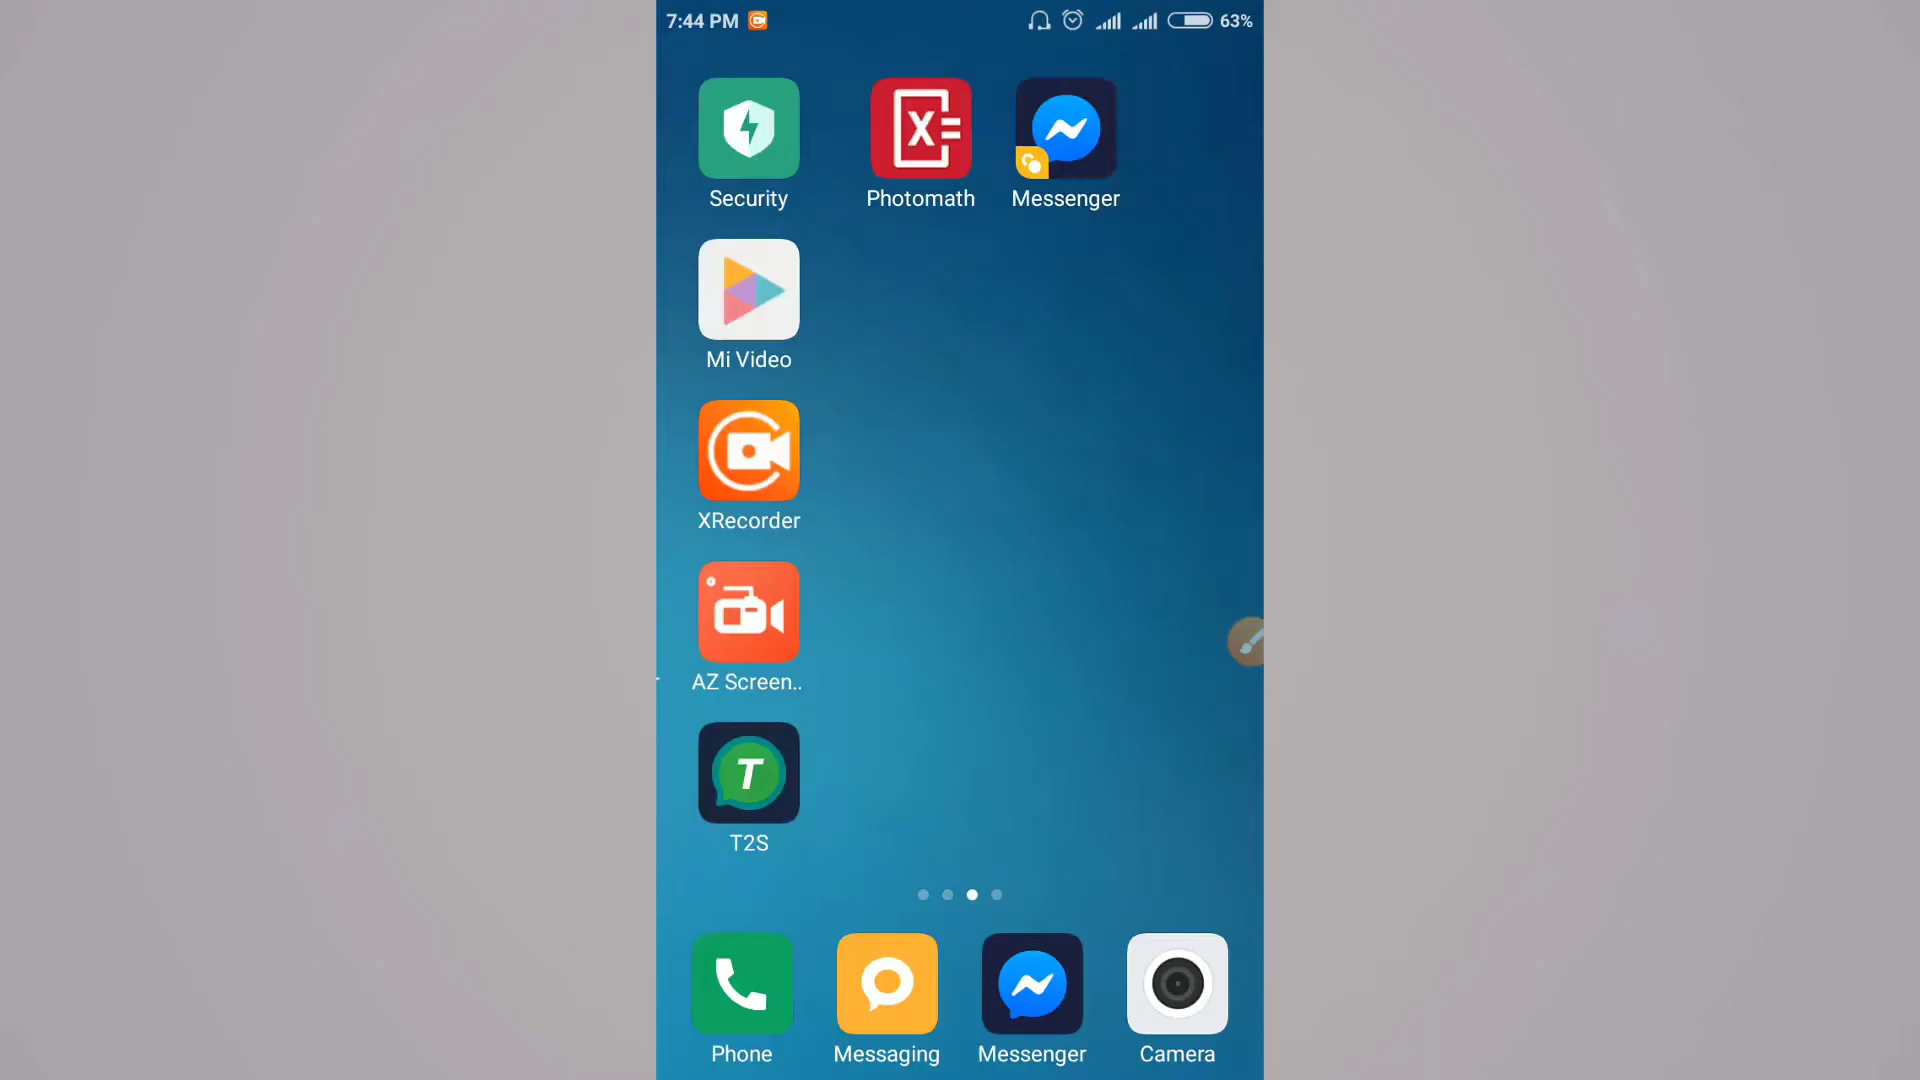 7:44 PM
63%
Security
Photomath
Messenger
Mi Video
XRecorder
AZ Screen..
T
T2S
Phone
Messaging
Messenger
Camera